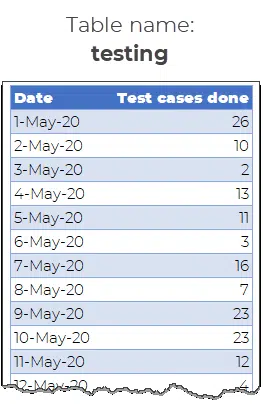 Table name:
testing
Date Test cases done
1-May-20 26
2-May-20 10
3-May-20 2
4-May-20 13
5-May-20 11
6-May-20 3
7-May-20 16
8-May-20 7
9-May-20 23
10-May-20 23
11-May-20 12
12-May-20 4